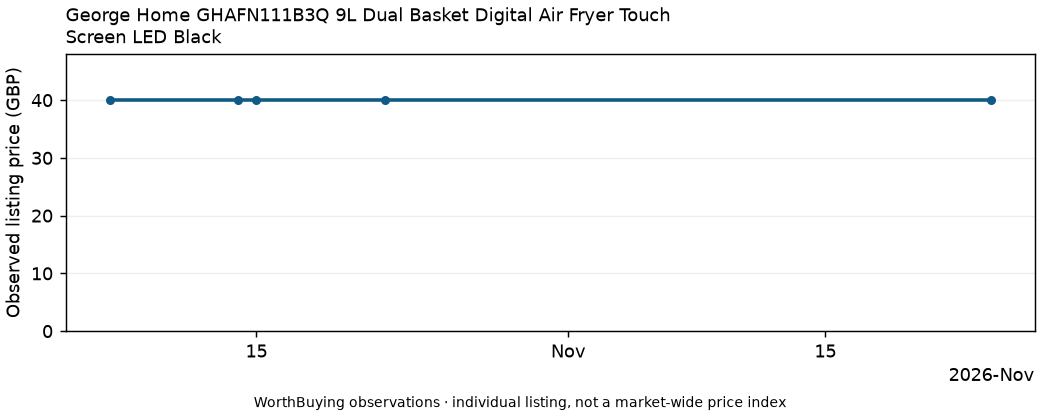 George Home GHAFN111B3Q 9L Dual Basket Digital Air Fryer Touch
Screen LED Black
Observed listing price (GBP)
40
30
20
10
0
15
Nov
15
2026-Nov
WorthBuying observations · individual listing, not a market-wide price index